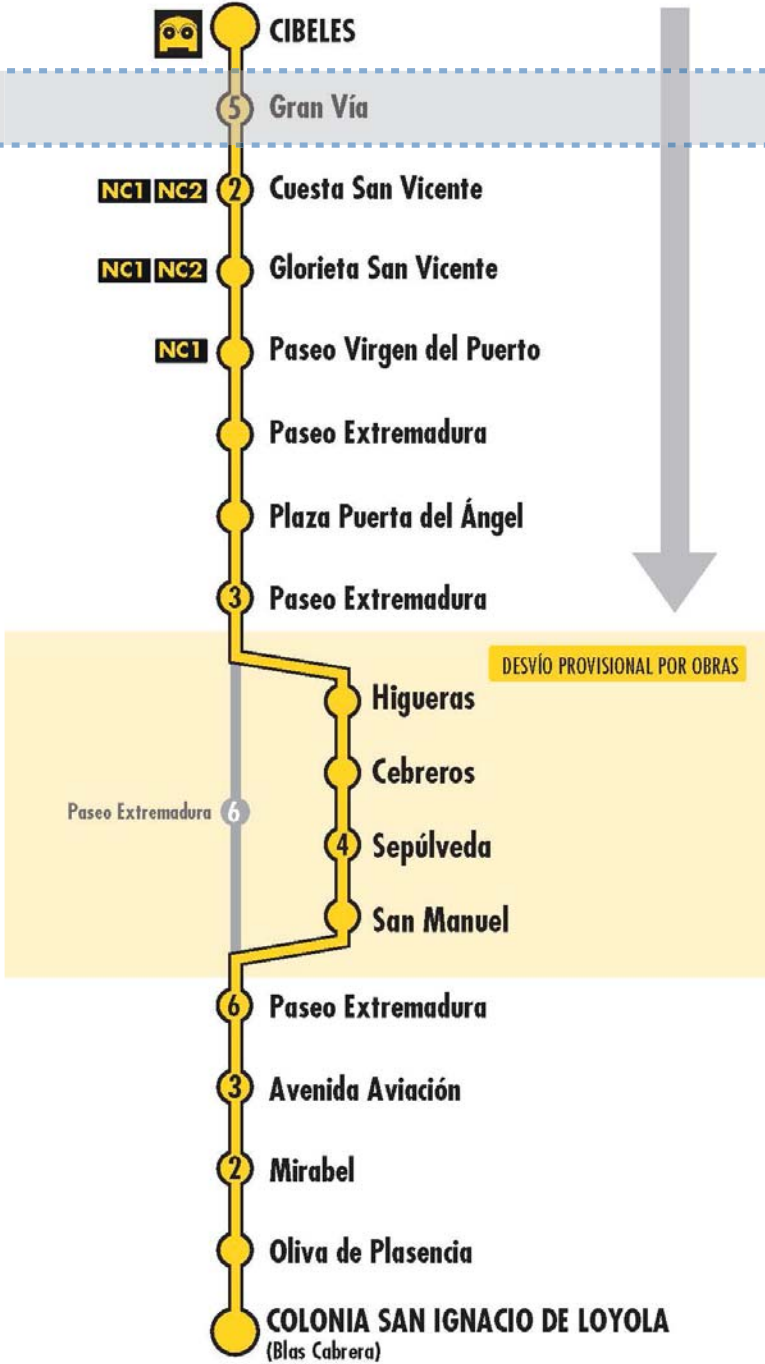 CIBELES
5 Gran Vía
NC1 NC2 2 Cuesta San Vicente
NC1 NC2 Glorieta San Vicente
NC1 Paseo Virgen del Puerto
Paseo Extremadura
Plaza Puerta del Ángel
3 Paseo Extremadura
DESVÍO PROVISIONAL POR OBRAS
Higueras
Cebreros
Paseo Extremadura 6
4 Sepúlveda
San Manuel
6 Paseo Extremadura
3 Avenida Aviación
2 Mirabel
Oliva de Plasencia
COLONIA SAN IGNACIO DE LOYOLA
(Blas Cabrera)